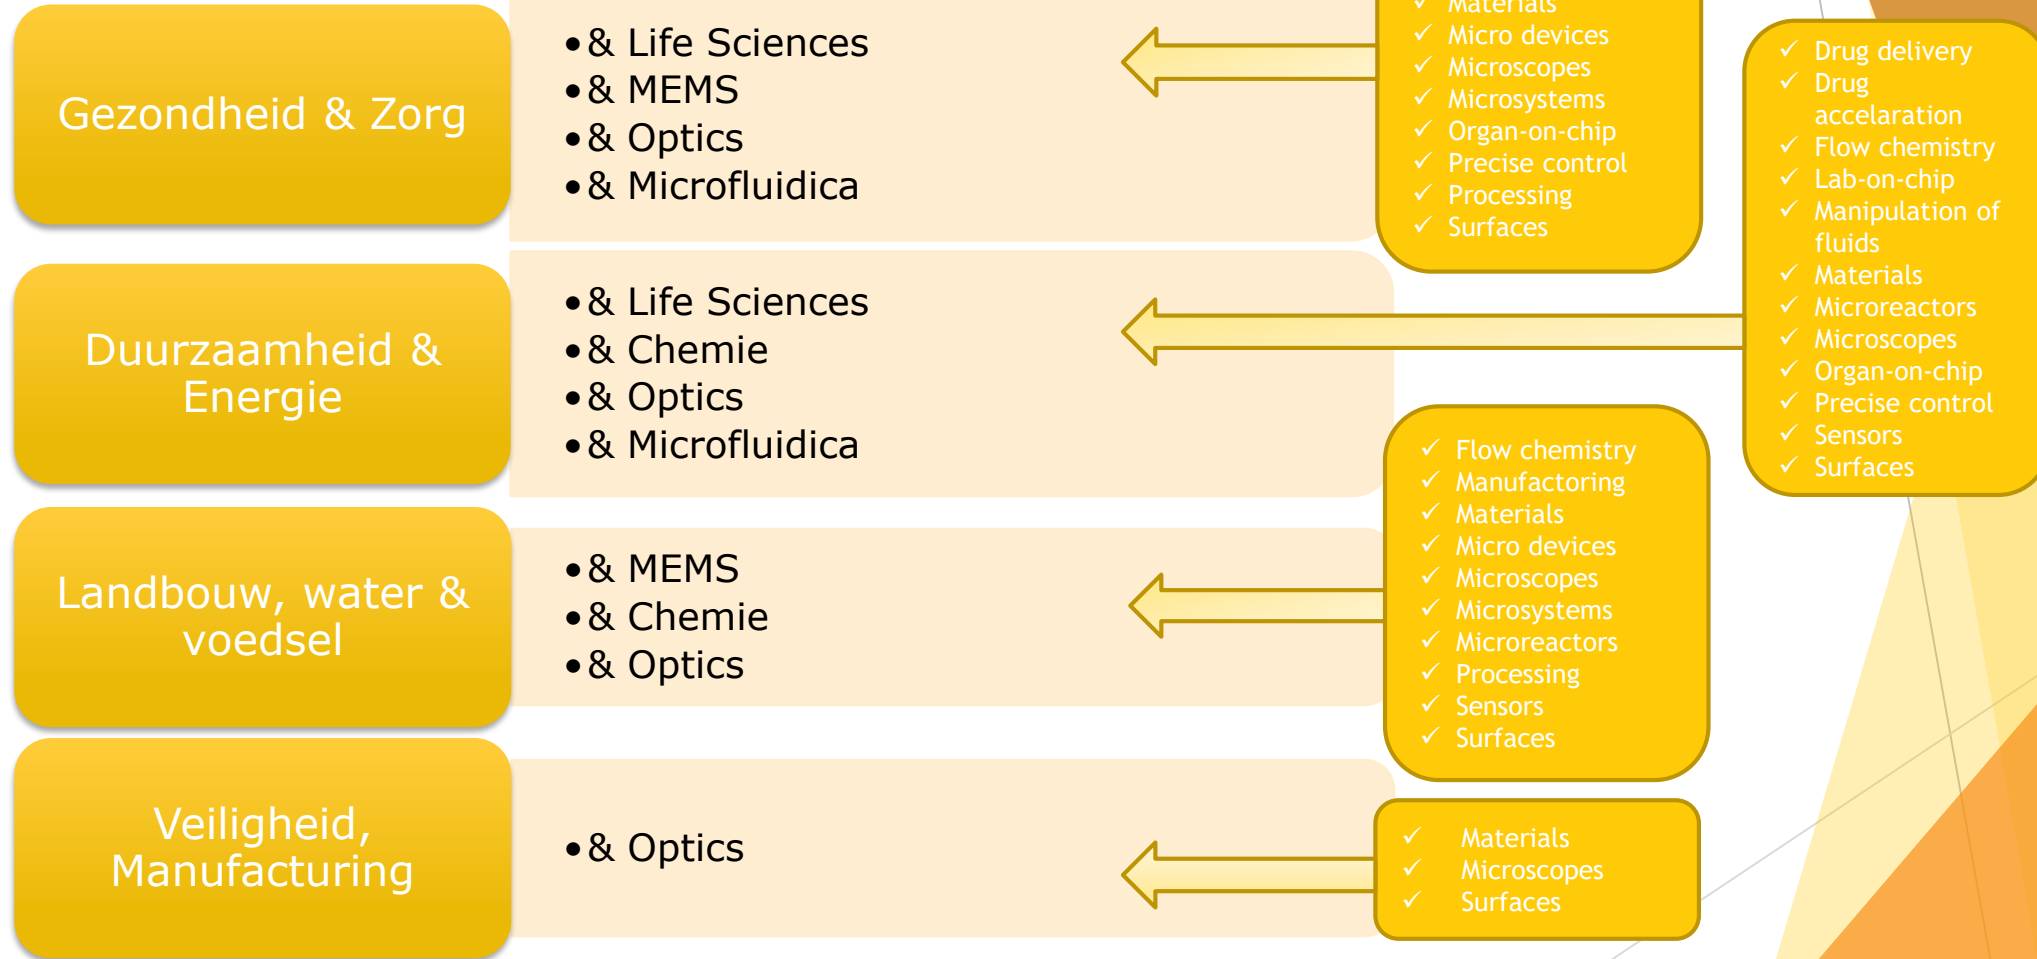 Gezondheid & Zorg
•& Life Sciences
•& MEMS
•& Optics
•& Microfluidica
✓ Materials
✓ Micro devices
✓ Microscopes
✓ Microsystems
✓ Organ-on-chip
✓ Precise control
✓ Processing
✓ Surfaces
Duurzaamheid &
Energie
•& Life Sciences
•& Chemie
•& Optics
•& Microfluidica
✓ Drug delivery
✓ Drug
accelaration
✓ Flow chemistry
✓ Lab-on-chip
✓ Manipulation of
fluids
✓ Materials
✓ Microreactors
✓ Microscopes
✓ Organ-on-chip
✓ Precise control
✓ Sensors
✓ Surfaces
Landbouw, water &
voedsel
•& MEMS
•& Chemie
•& Optics
✓ Flow chemistry
✓ Manufactoring
✓ Materials
✓ Micro devices
✓ Microscopes
✓ Microsystems
✓ Microreactors
✓ Processing
✓ Sensors
✓ Surfaces
Veiligheid,
Manufacturing
•& Optics
✓ Materials
✓ Microscopes
✓ Surfaces